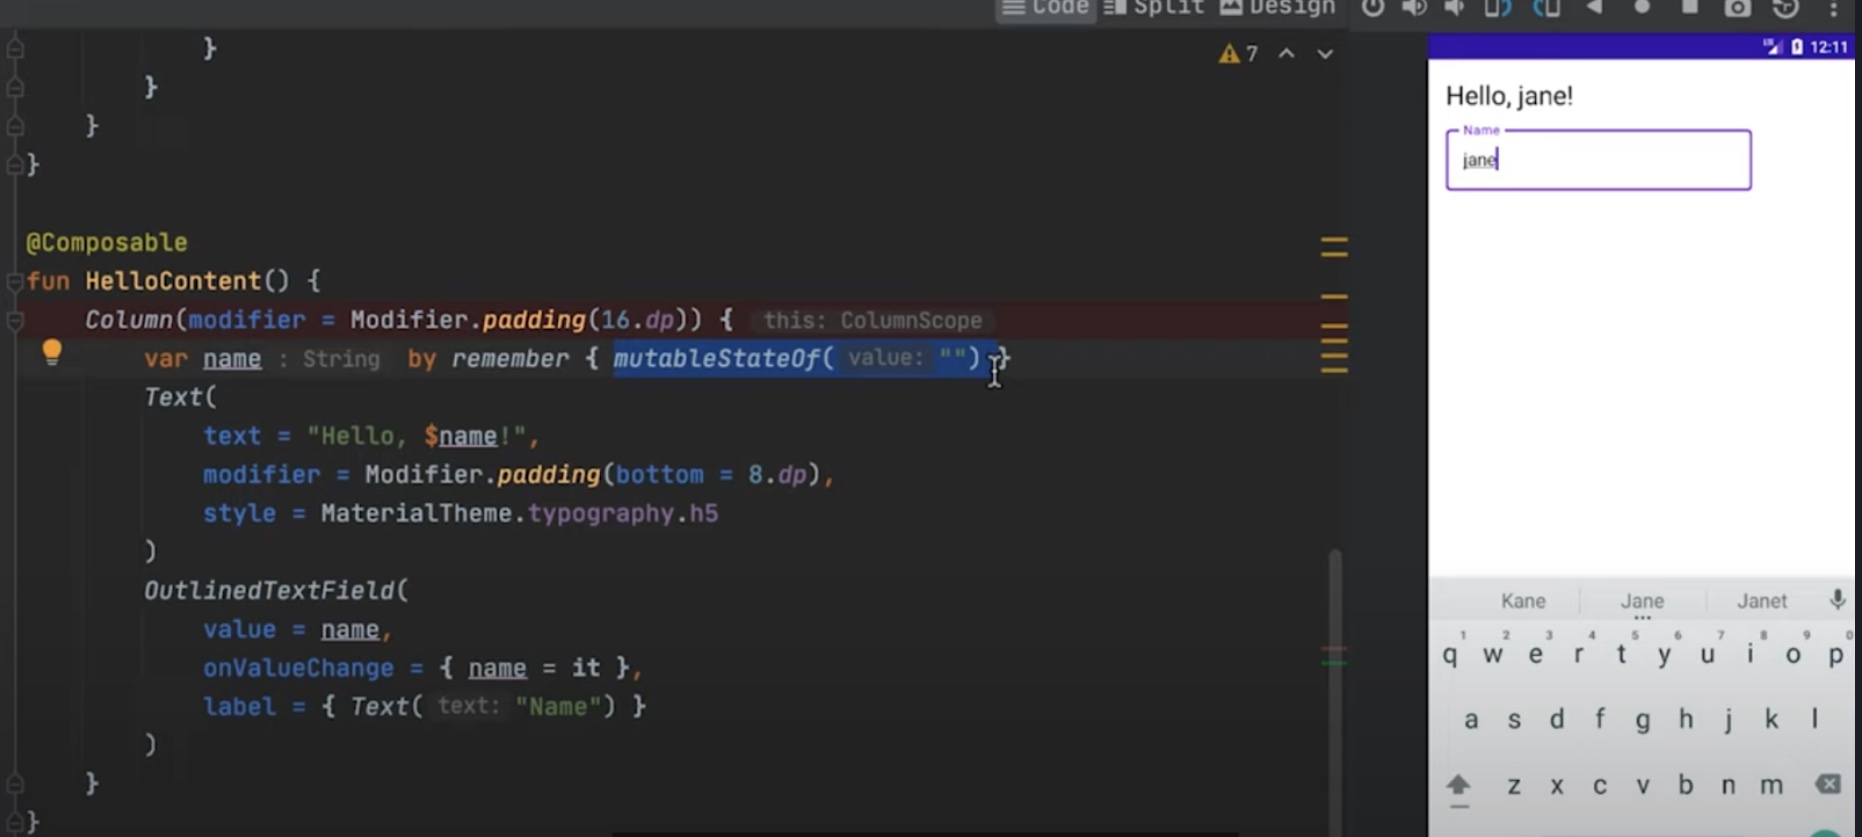 Code Split Design
7
}
}
}
}
@Composable
fun HelloContent() {
Column(modifier = Modifier.padding(16.dp)) { this: ColumnScope
var name : String by remember { mutableStateOf( value: "") }
Text(
text = "Hello, $name!",
modifier = Modifier.padding(bottom = 8.dp),
style = MaterialTheme.typography.h5
)
OutlinedTextField(
value = name,
onValueChange = { name = it },
label = { Text( text: "Name") }
)
}
}
12:11
Hello, jane!
Name
jane
Kane Jane Janet
1 2 3 4 5 6 7 8 9 0
q w e r t y u i o p
a s d f g h j k l
z x c v b n m